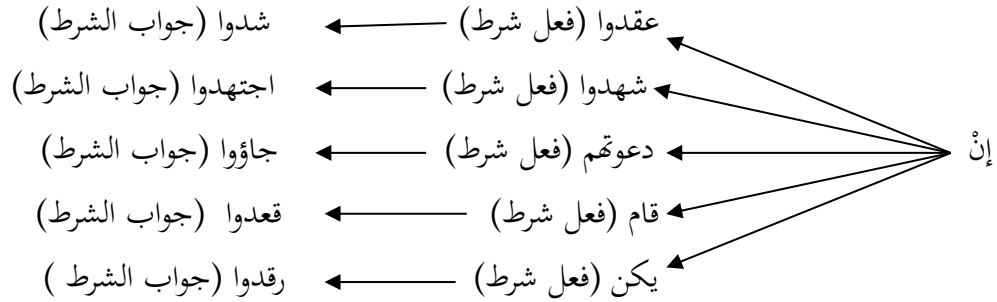 عقدوا (فعل شرط) شدوا (جواب الشرط)
شهدوا (فعل شرط) اجتهدوا (جواب الشرط)
إنْ دعوتهم (فعل شرط) جاؤوا (جواب الشرط)
قام (فعل شرط) قعدوا (جواب الشرط)
يكن (فعل شرط) رقدوا (جواب الشرط )